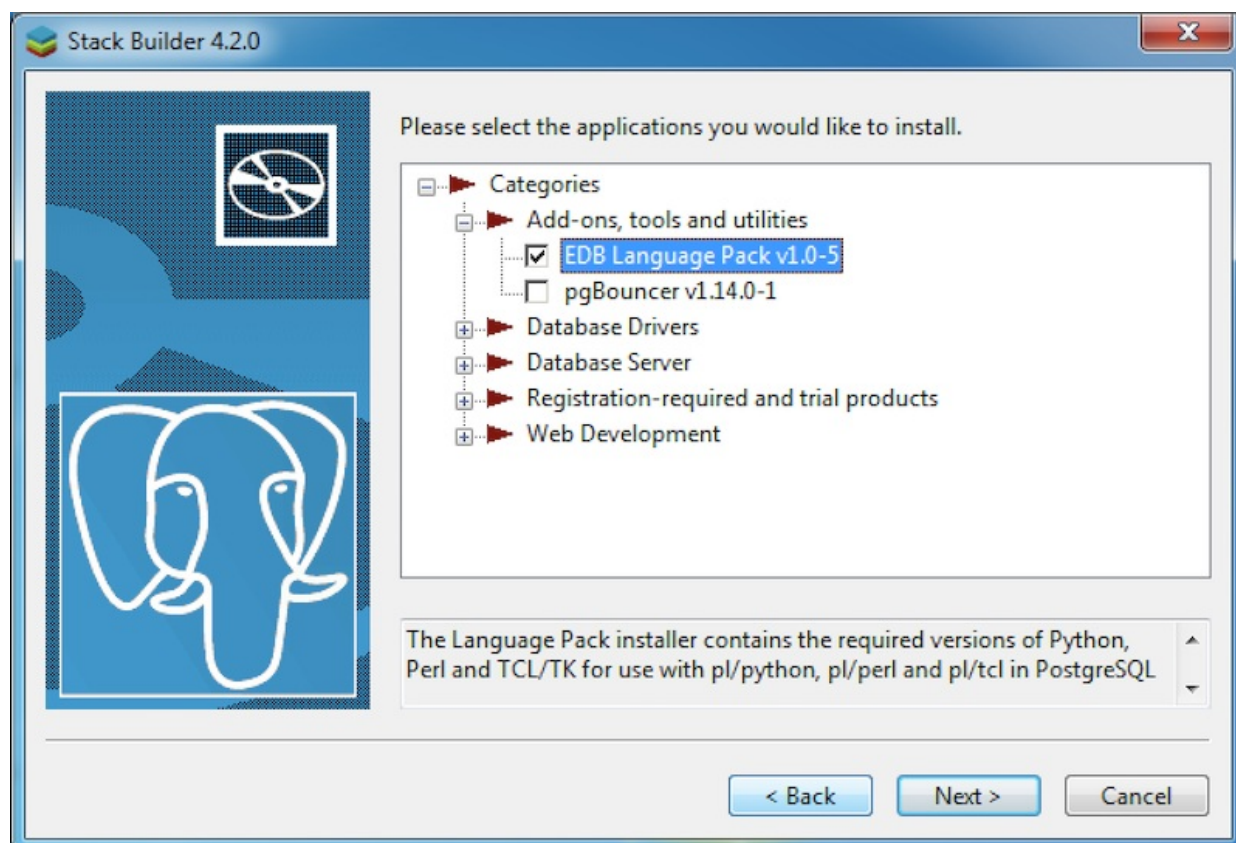 Stack Builder 4.2.0
Please select the applications you would like to install.
Categories
Add-ons, tools and utilities
EDB Language Pack v1.0-5
pgBouncer v1.14.0-1
Database Drivers
Database Server
Registration-required and trial products
Web Development
The Language Pack installer contains the required versions of Python,
Perl and TCL/TK for use with pl/python, pl/perl and pl/tcl in PostgreSQL
< Back Next > Cancel